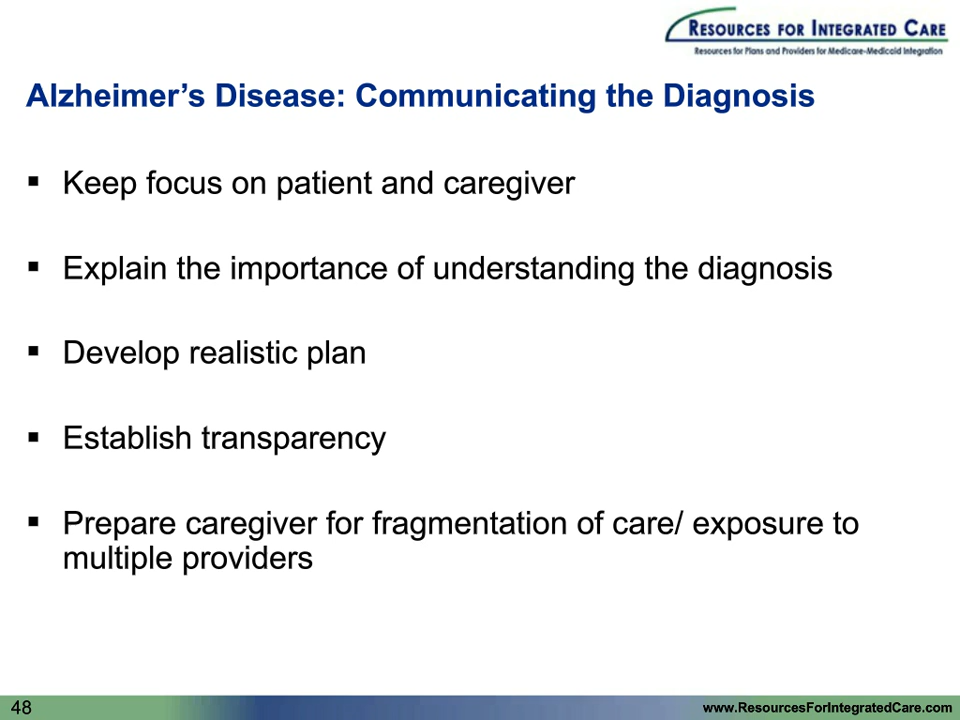 RESOURCES FOR INTEGRATED CARE
Resources for Plans and Providers for Medicare-Medicaid Integration
Alzheimer’s Disease: Communicating the Diagnosis
▪ Keep focus on patient and caregiver
▪ Explain the importance of understanding the diagnosis
▪ Develop realistic plan
▪ Establish transparency
▪ Prepare caregiver for fragmentation of care/ exposure to
multiple providers
48
www.ResourcesForIntegratedCare.com